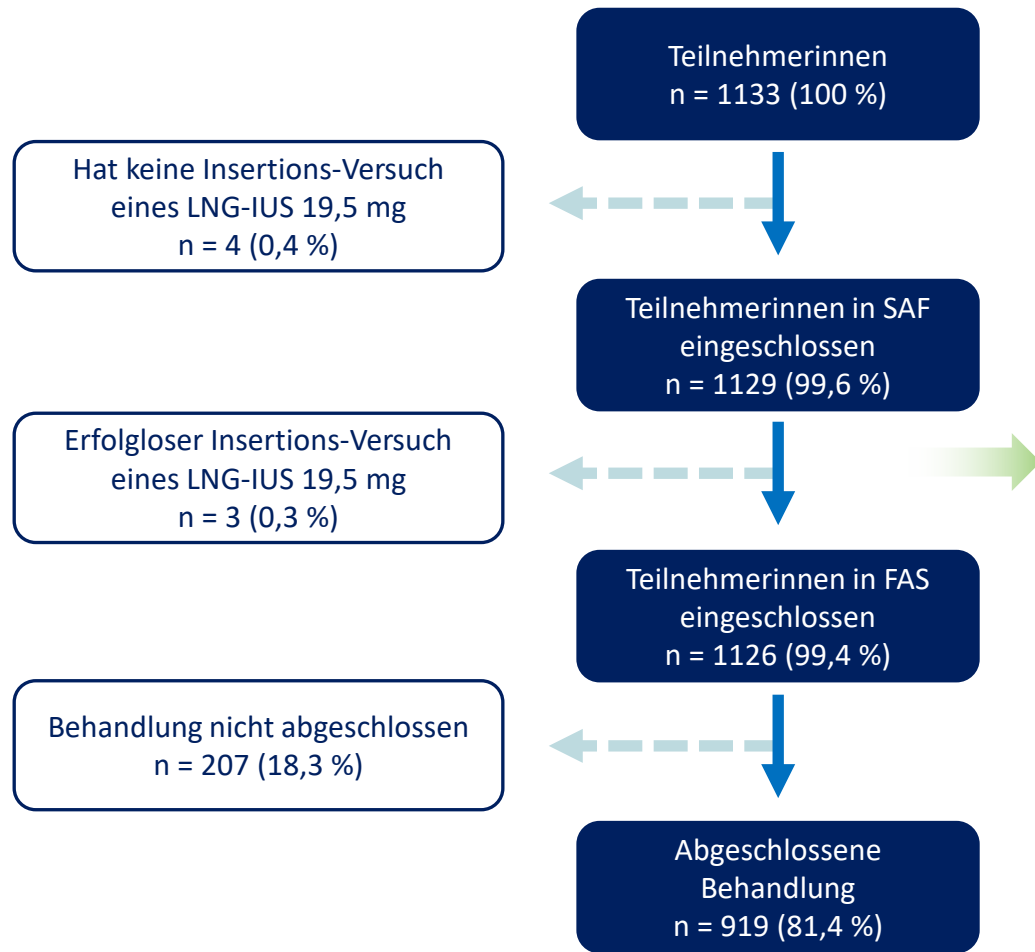 Teilnehmerinnen
n = 1133 (100 %)
Hat keine Insertions-Versuch
eines LNG-IUS 19,5 mg
n = 4 (0,4 %)
Teilnehmerinnen in SAF
eingeschlossen
n = 1129 (99,6 %)
Erfolgloser Insertions-Versuch
eines LNG-IUS 19,5 mg
n = 3 (0,3 %)
Teilnehmerinnen in FAS
eingeschlossen
n = 1126 (99,4 %)
Behandlung nicht abgeschlossen
n = 207 (18,3 %)
Abgeschlossene
Behandlung
n = 919 (81,4 %)